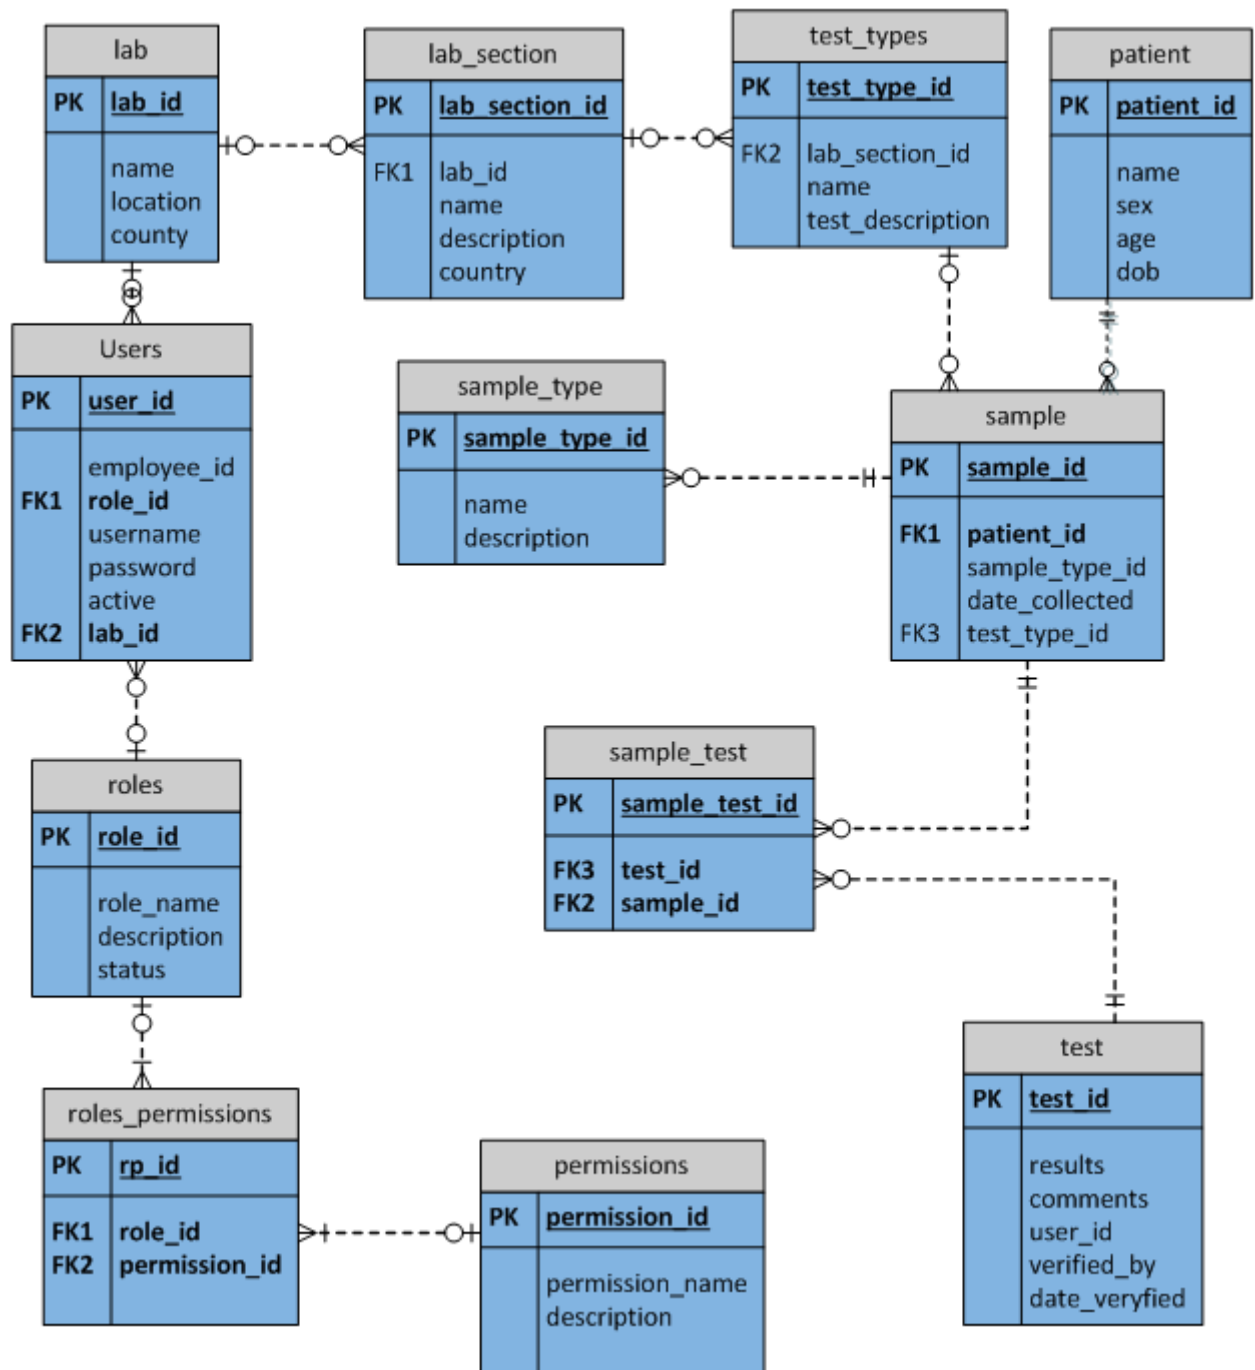 lab
PK lab_id
name
location
county
lab_section
PK lab_section_id
FK1 lab_id
name
description
country
test_types
PK test_type_id
FK2 lab_section_id
name
test_description
patient
PK patient_id
name
sex
age
dob
Users
PK user_id
employee_id
FK1 role_id
username
password
active
FK2 lab_id
sample_type
PK sample_type_id
name
description
sample
PK sample_id
FK1 patient_id
sample_type_id
date_collected
FK3 test_type_id
roles
PK role_id
role_name
description
status
sample_test
PK sample_test_id
FK3 test_id
FK2 sample_id
roles_permissions
PK rp_id
FK1 role_id
FK2 permission_id
permissions
PK permission_id
permission_name
description
test
PK test_id
results
comments
user_id
verified_by
date_veryfied